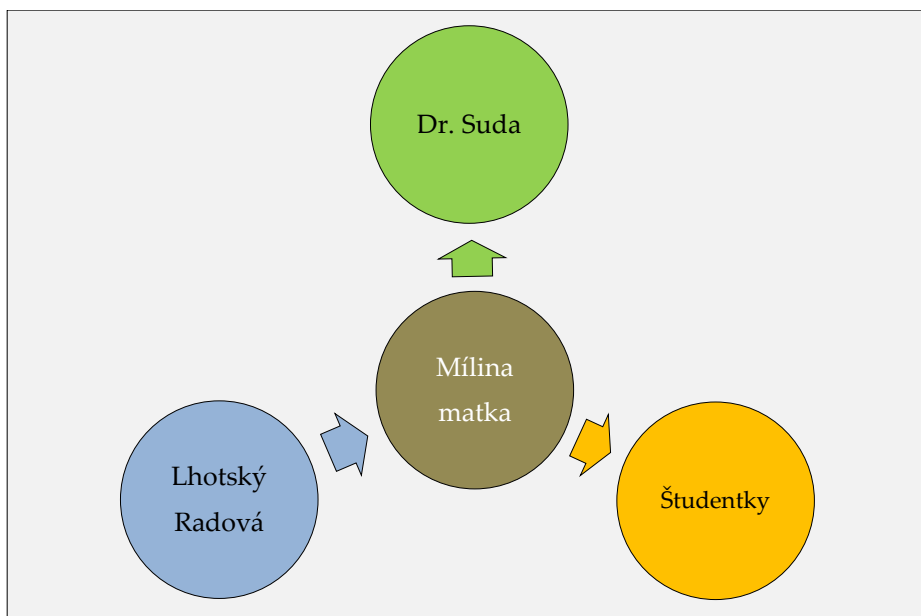 Dr. Suda
Mílina
matka
Lhotský
Radová
Študentky